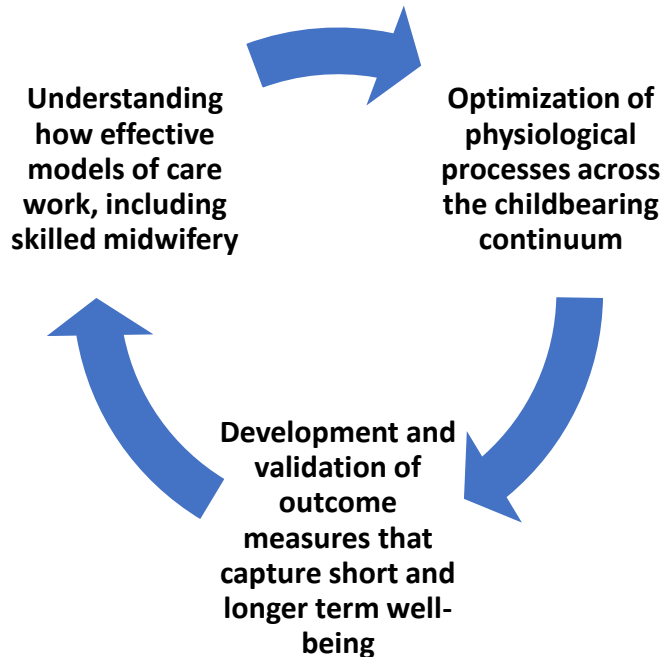 Understanding
how effective
models of care
work, including
skilled midwifery
Optimization of
physiological
processes across
the childbearing
continuum
Development and
validation of
outcome
measures that
capture short and
longer term well-
being